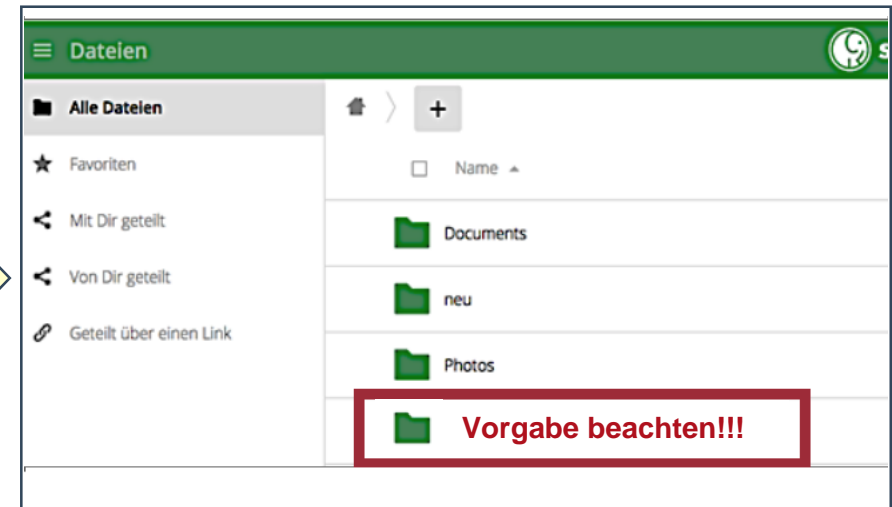 Dateien
Alle Dateien
Favoriten
Mit Dir geteilt
Von Dir geteilt
Geteilt über einen Link
+
Name
Documents
neu
Photos
Vorgabe beachten!!!